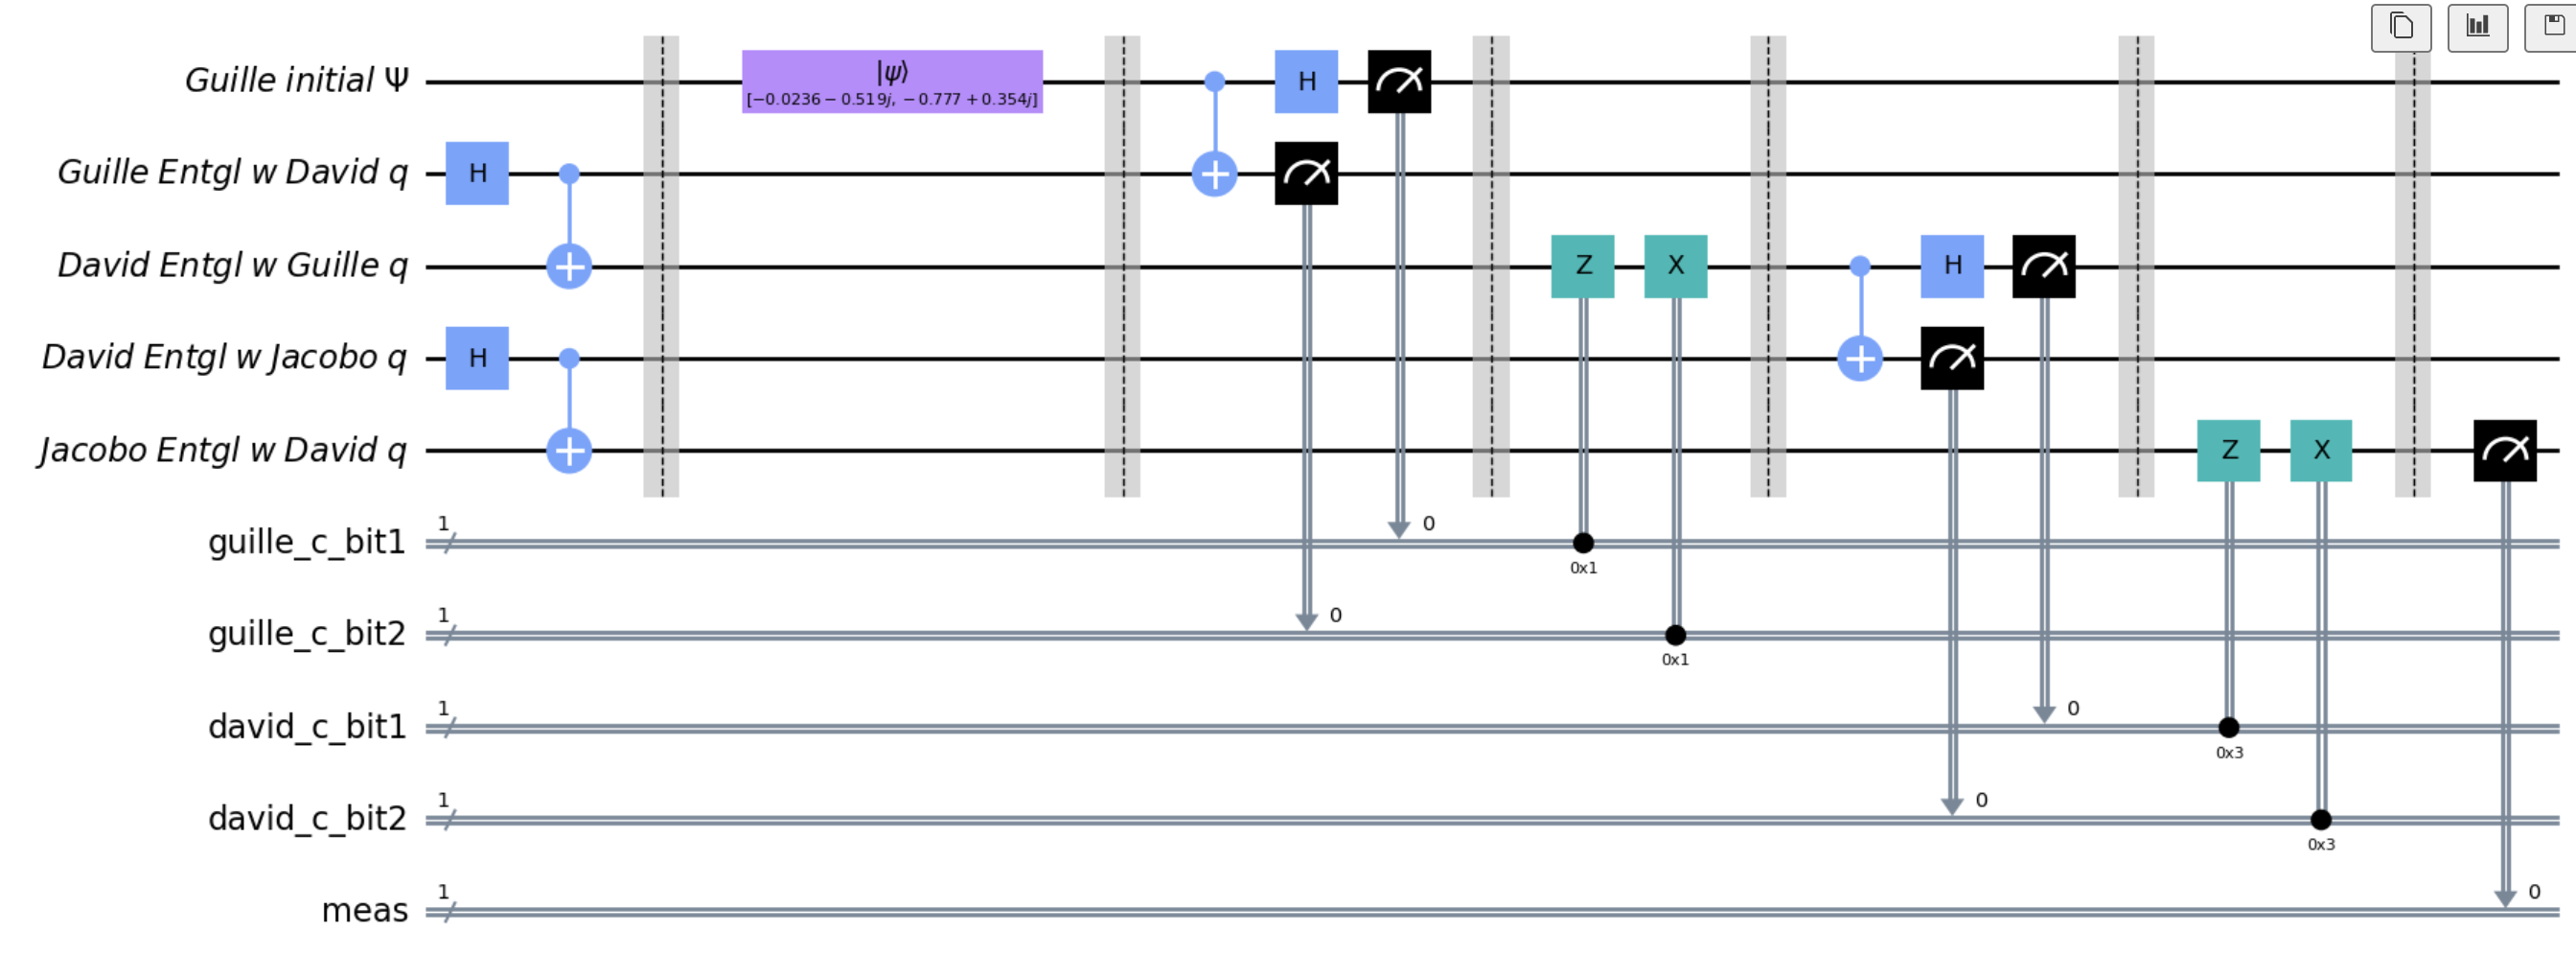 Guille initial Ψ
|ψ⟩
[−0.0236 − 0.519j, −0.777 + 0.354j]
H
Guille Entgl w David q
H
David Entgl w Guille q
Z
X
H
David Entgl w Jacobo q
H
Jacobo Entgl w David q
Z
X
guille_c_bit1
1
0
0x1
guille_c_bit2
1
0
0x1
david_c_bit1
1
0
0x3
david_c_bit2
1
0
0x3
meas
1
0